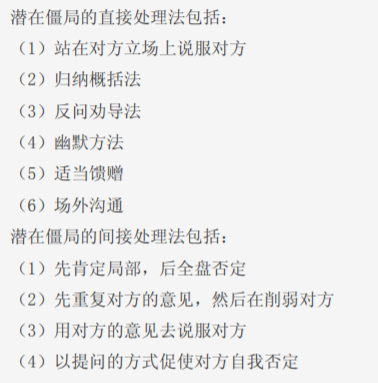 潜在僵局的直接处理法包括：
（1）站在对方立场上说服对方
（2）归纳概括法
（3）反问劝导法
（4）幽默方法
（5）适当馈赠
（6）场外沟通
潜在僵局的间接处理法包括：
（1）先肯定局部，后全盘否定
（2）先重复对方的意见，然后在削弱对方
（3）用对方的意见去说服对方
（4）以提问的方式促使对方自我否定